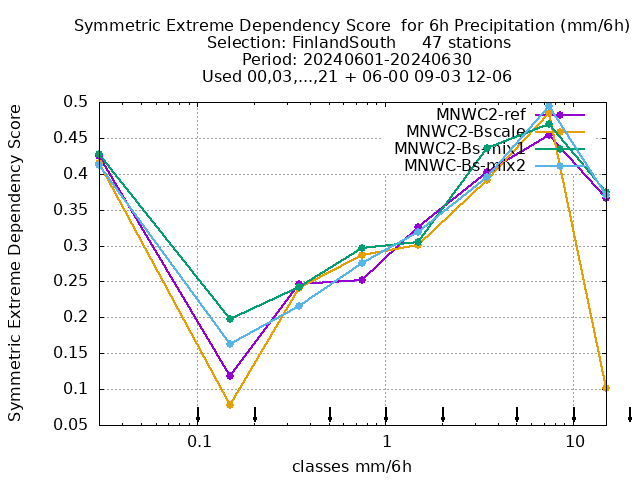 Symmetric Extreme Dependency Score  for 6h Precipitation (mm/6h)
Selection: FinlandSouth     47 stations
Period: 20240601-20240630
Used 00,03,...,21 + 06-00 09-03 12-06
Symmetric Extreme Dependency Score
0.5
0.45
0.4
0.35
0.3
0.25
0.2
0.15
0.1
0.05
MNWC2-ref
MNWC2-Bscale
MNWC2-Bs-mix1
MNWC-Bs-mix2
0.1
1
10
classes mm/6h